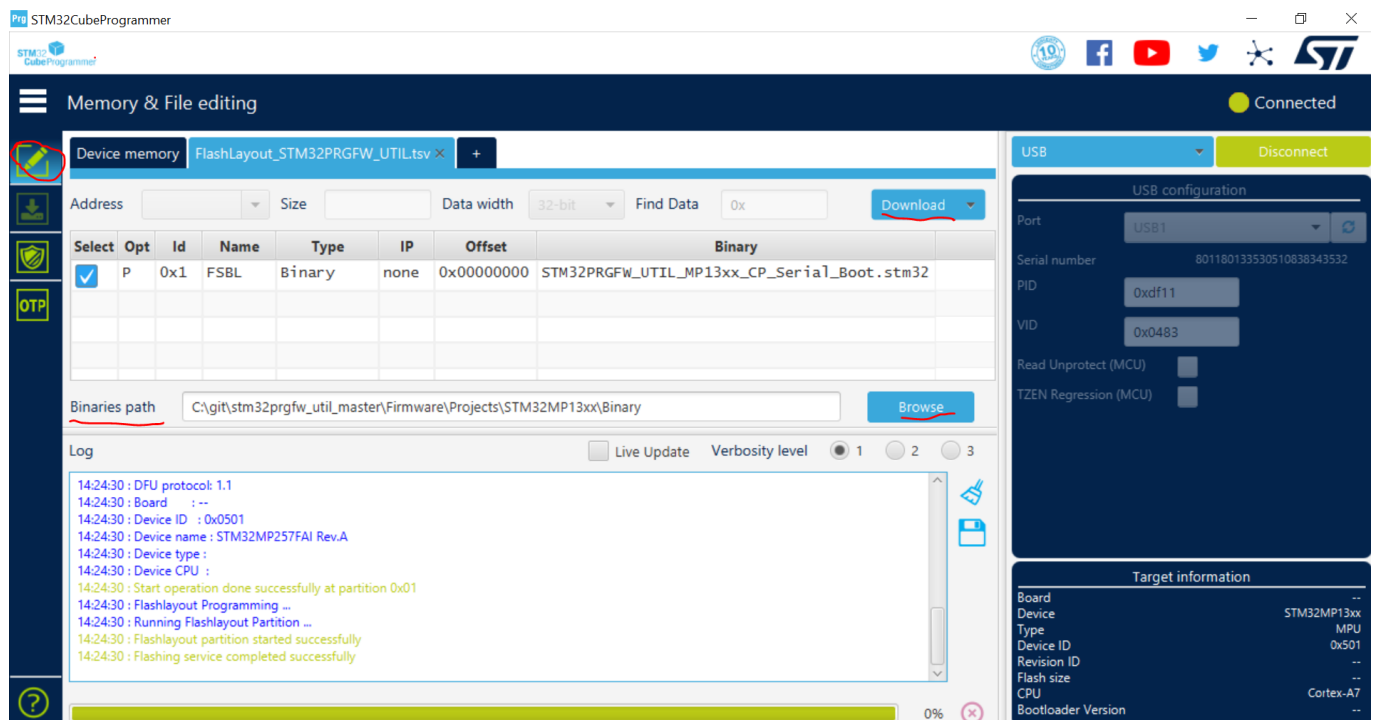 Prg STM32CubeProgrammer
STM32
CubeProgrammer
10
Memory & File editing
Connected
Device memory
FlashLayout_STM32PRGFW_UTIL.tsv
+
USB
Disconnect
Address
Size
Data width
32-bit
Find Data
0x
Download
USB configuration
Port
USB1
Serial number
801180133530510838343532
PID
0xdf11
VID
0x0483
Read Unprotect (MCU)
TZEN Regression (MCU)
Select Opt Id Name Type IP Offset Binary
P 0x1 FSBL Binary none 0x00000000 STM32PRGFW_UTIL_MP13xx_CP_Serial_Boot.stm32
OTP
Binaries path
C:\git\stm32prgfw_util_master\Firmware\Projects\STM32MP13xx\Binary
Browse
Log
Live Update
Verbosity level
1
2
3
14:24:30 : DFU protocol: 1.1
14:24:30 : Board : --
14:24:30 : Device ID : 0x0501
14:24:30 : Device name : STM32MP257FAI Rev.A
14:24:30 : Device type :
14:24:30 : Device CPU :
14:24:30 : Start operation done successfully at partition 0x01
14:24:30 : Flashlayout Programming ...
14:24:30 : Running Flashlayout Partition ...
14:24:30 : Flashlayout partition started successfully
14:24:30 : Flashing service completed successfully
0%
Target information
Board --
Device STM32MP13xx
Type MPU
Device ID 0x501
Revision ID --
Flash size --
CPU Cortex-A7
Bootloader Version --